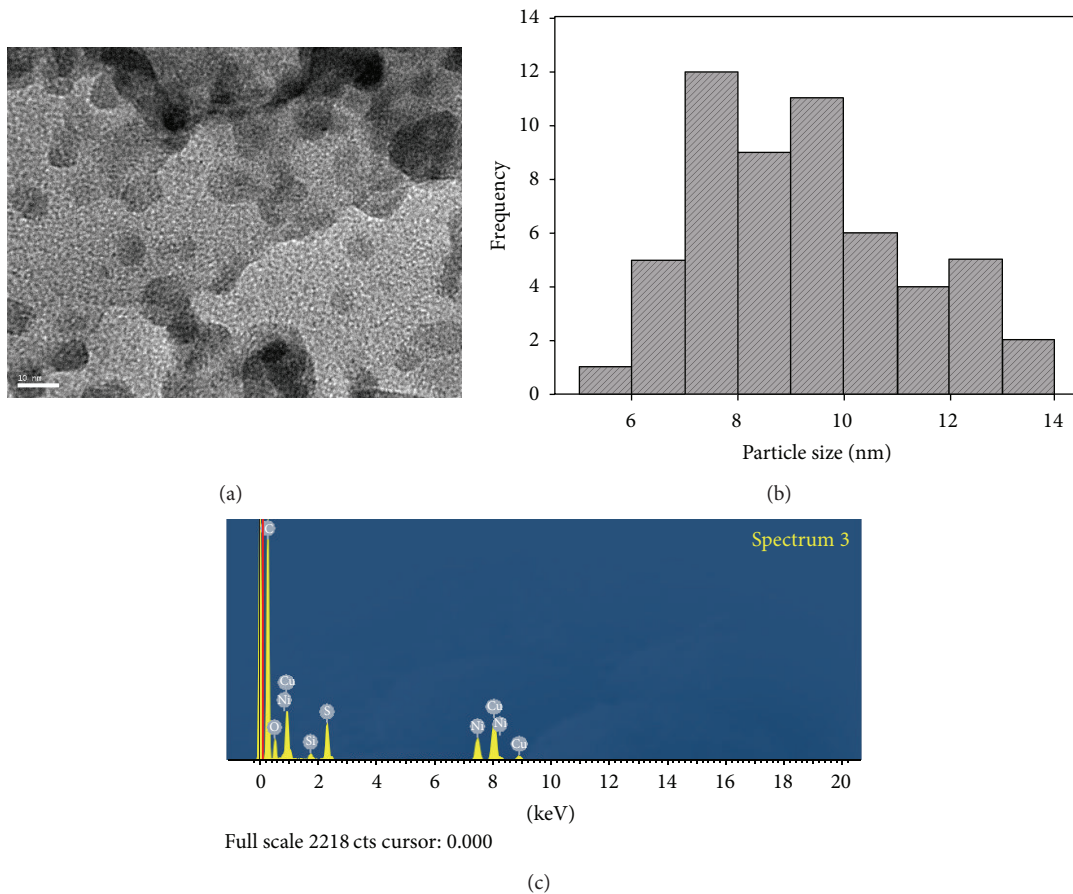 10 nm
(a)
14
12
10
8
6
4
2
0
Frequency
6 8 10 12 14
Particle size (nm)
(b)
Spectrum 3
C
O
Ni
Cu
Si
S
Ni
Cu
Ni
Cu
0 2 4 6 8 10 12 14 16 18 20
(keV)
Full scale 2218 cts cursor: 0.000
(c)